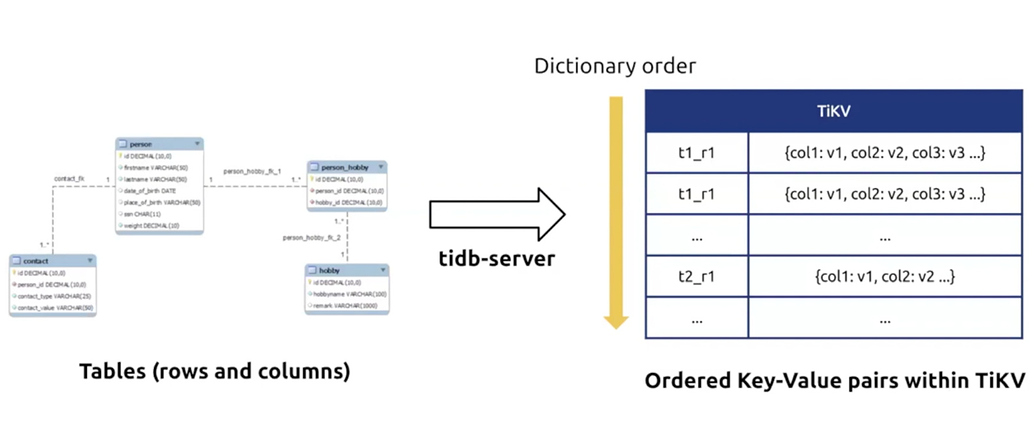 Dictionary order
TiKV
t1_r1 {col1: v1, col2: v2, col3: v3 ...}
t1_r1 {col1: v1, col2: v2, col3: v3 ...}
... ...
t2_r1 {col1: v1, col2: v2 ...}
... ...
Ordered Key-Value pairs within TiKV
tidb-server
person
id DECIMAL(10,0)
firstname VARCHAR(50)
lastname VARCHAR(50)
date_of_birth DATE
place_of_birth VARCHAR(50)
ssn CHAR(11)
weight DECIMAL(10)
contact_fk
1
1..*
person_hobby_fk_1
1
1..*
person_hobby
id DECIMAL(10,0)
person_id DECIMAL(10,0)
hobby_id DECIMAL(10,0)
1..*
person_hobby_fk_2
1
contact
id DECIMAL(10,0)
person_id DECIMAL(10,0)
contact_type VARCHAR(25)
contact_value VARCHAR(50)
hobby
id DECIMAL(10,0)
hobbyname VARCHAR(100)
remark VARCHAR(1000)
Tables (rows and columns)